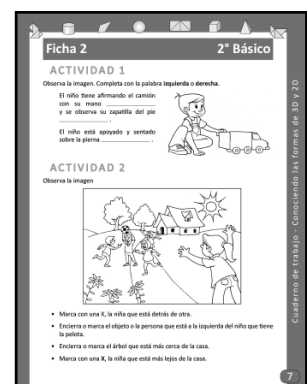 Ficha 2
2° Básico
ACTIVIDAD 1
Observa la imagen. Completa con la palabra izquierda o derecha.
El niño tiene afirmando el camión
con su mano ______________
y se observa su zapatilla del pie
______________.
El niño está apoyado y sentado
sobre la pierna ______________.
ACTIVIDAD 2
Observa la imagen
• Marca con una X, la niña que está detrás de otra.
• Encierra o marca el objeto o la persona que está a la izquierda del niño que tiene
la pelota.
• Encierra o marca el árbol que está más cerca de la casa.
• Marca con una X, la niña que está más lejos de la casa.
Cuaderno de trabajo - Conociendo las formas de 3D y 2D
7